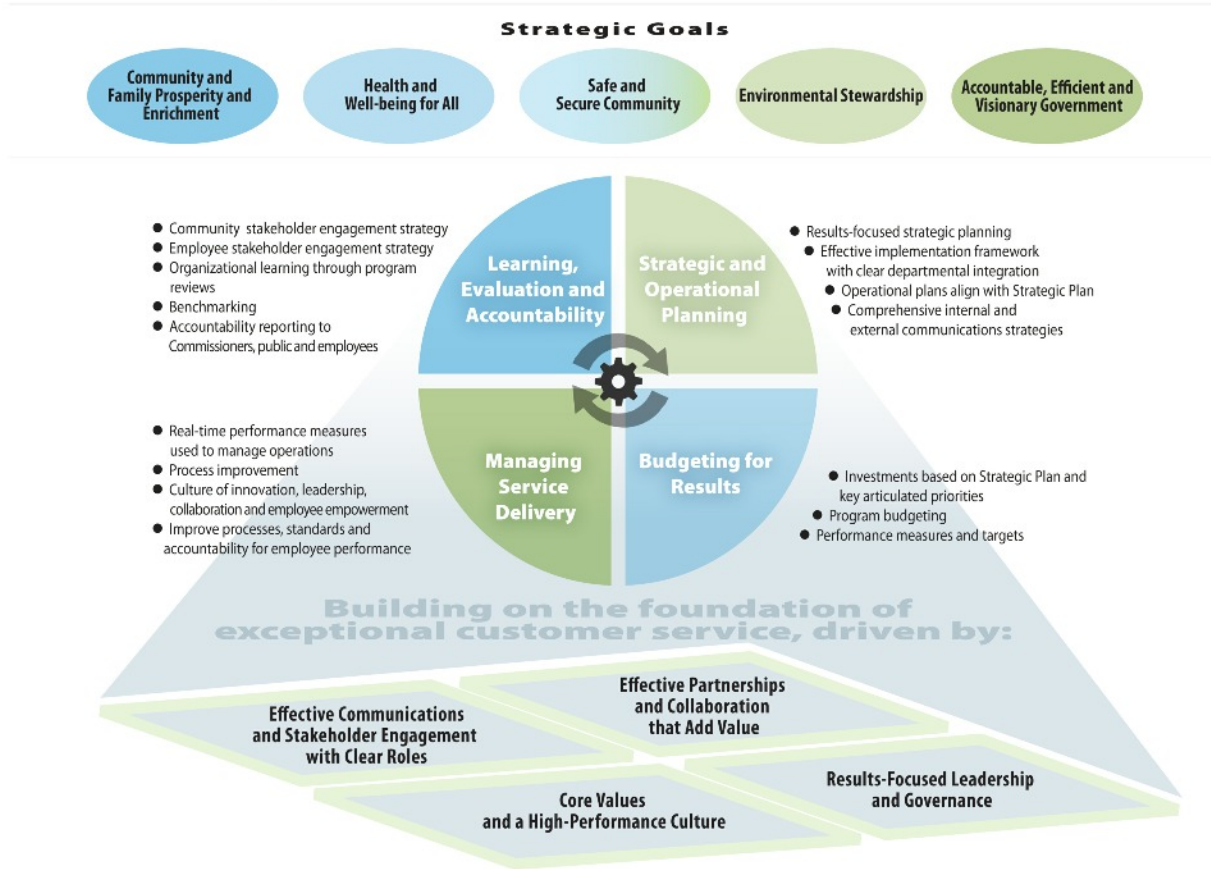 Strategic Goals
Community and
Family Prosperity and
Enrichment
Health and
Well-being for All
Safe and
Secure Community
Environmental Stewardship
Accountable, Efficient and
Visionary Government
● Community stakeholder engagement strategy
● Employee stakeholder engagement strategy
● Organizational learning through program
reviews
● Benchmarking
● Accountability reporting to
Commissioners, public and employees
Learning,
Evaluation and
Accountability
Strategic and
Operational
Planning
● Results-focused strategic planning
● Effective implementation framework
with clear departmental integration
● Operational plans align with Strategic Plan
● Comprehensive internal and
external communications strategies
● Real-time performance measures
used to manage operations
● Process improvement
● Culture of innovation, leadership,
collaboration and employee empowerment
● Improve processes, standards and
accountability for employee performance
Managing
Service
Delivery
Budgeting for
Results
● Investments based on Strategic Plan and
key articulated priorities
● Program budgeting
● Performance measures and targets
Building on the foundation of
exceptional customer service, driven by:
Effective Communications
and Stakeholder Engagement
with Clear Roles
Effective Partnerships
and Collaboration
that Add Value
Core Values
and a High-Performance Culture
Results-Focused Leadership
and Governance